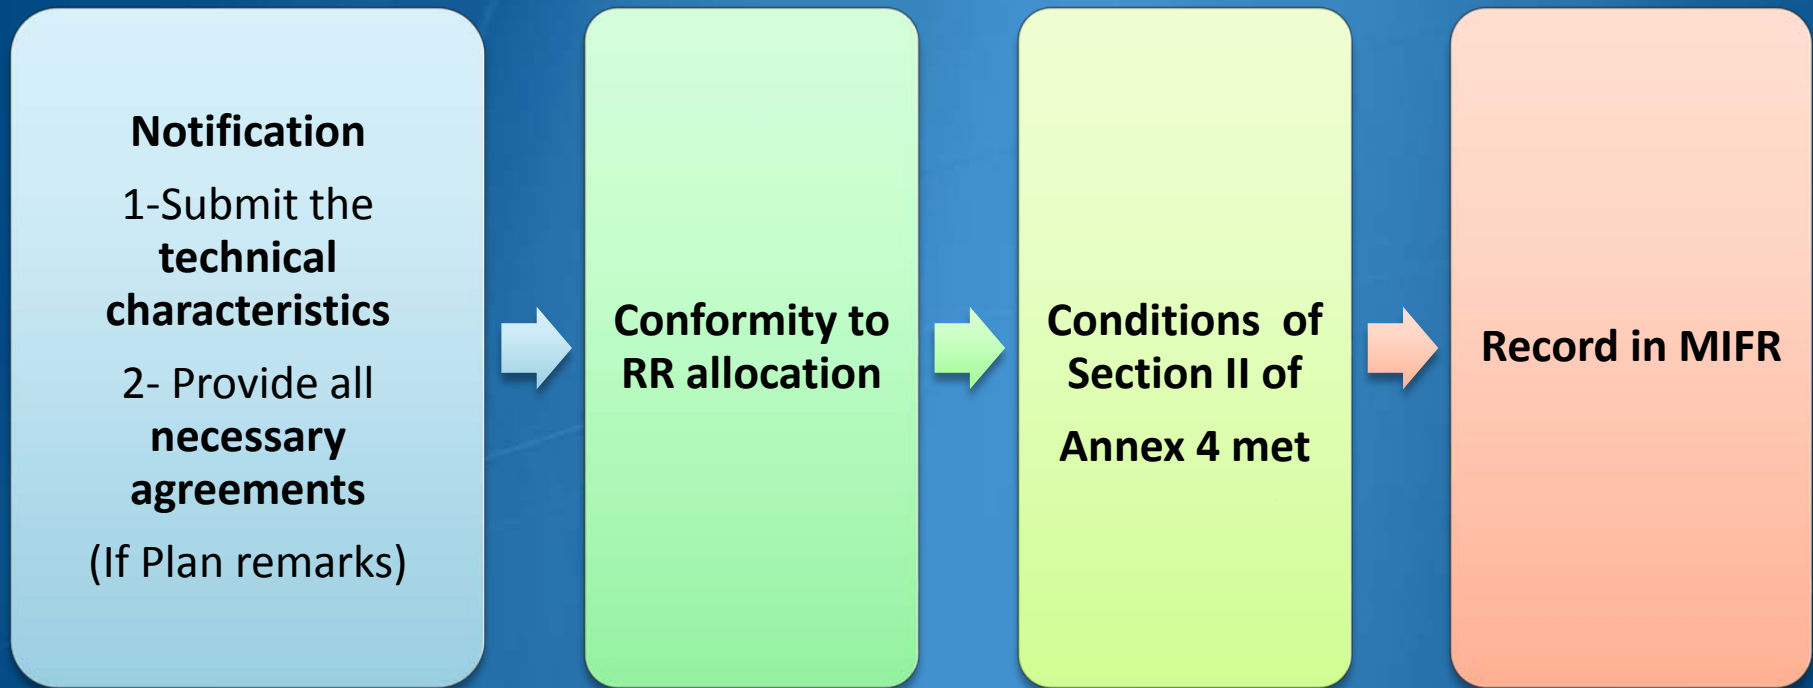 Notification
1-Submit the
technical
characteristics
2- Provide all
necessary
agreements
(If Plan remarks)
Conformity to
RR allocation
Conditions  of
Section II of
Annex 4 met
Record in MIFR